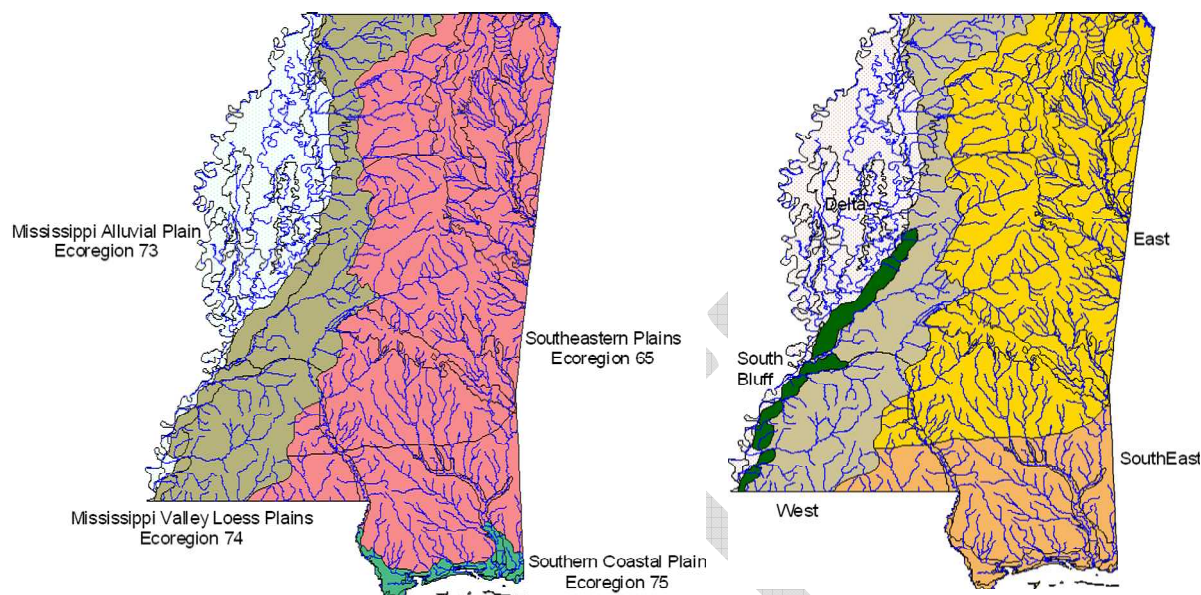 Mississippi Alluvial Plain
Ecoregion 73
Southeastern Plains
Ecoregion 65
Mississippi Valley Loess Plains
Ecoregion 74
Southern Coastal Plain
Ecoregion 75
Delta
East
South
Bluff
SouthEast
West